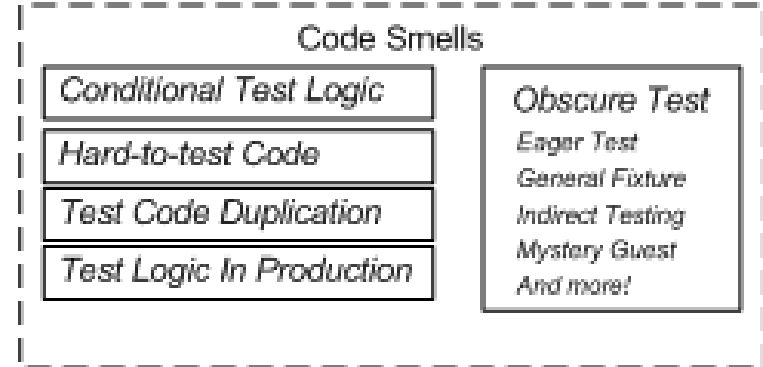 Code Smells
Conditional Test Logic
Hard-to-test Code
Test Code Duplication
Test Logic In Production
Obscure Test
Eager Test
General Fixture
Indirect Testing
Mystery Guest
And more!